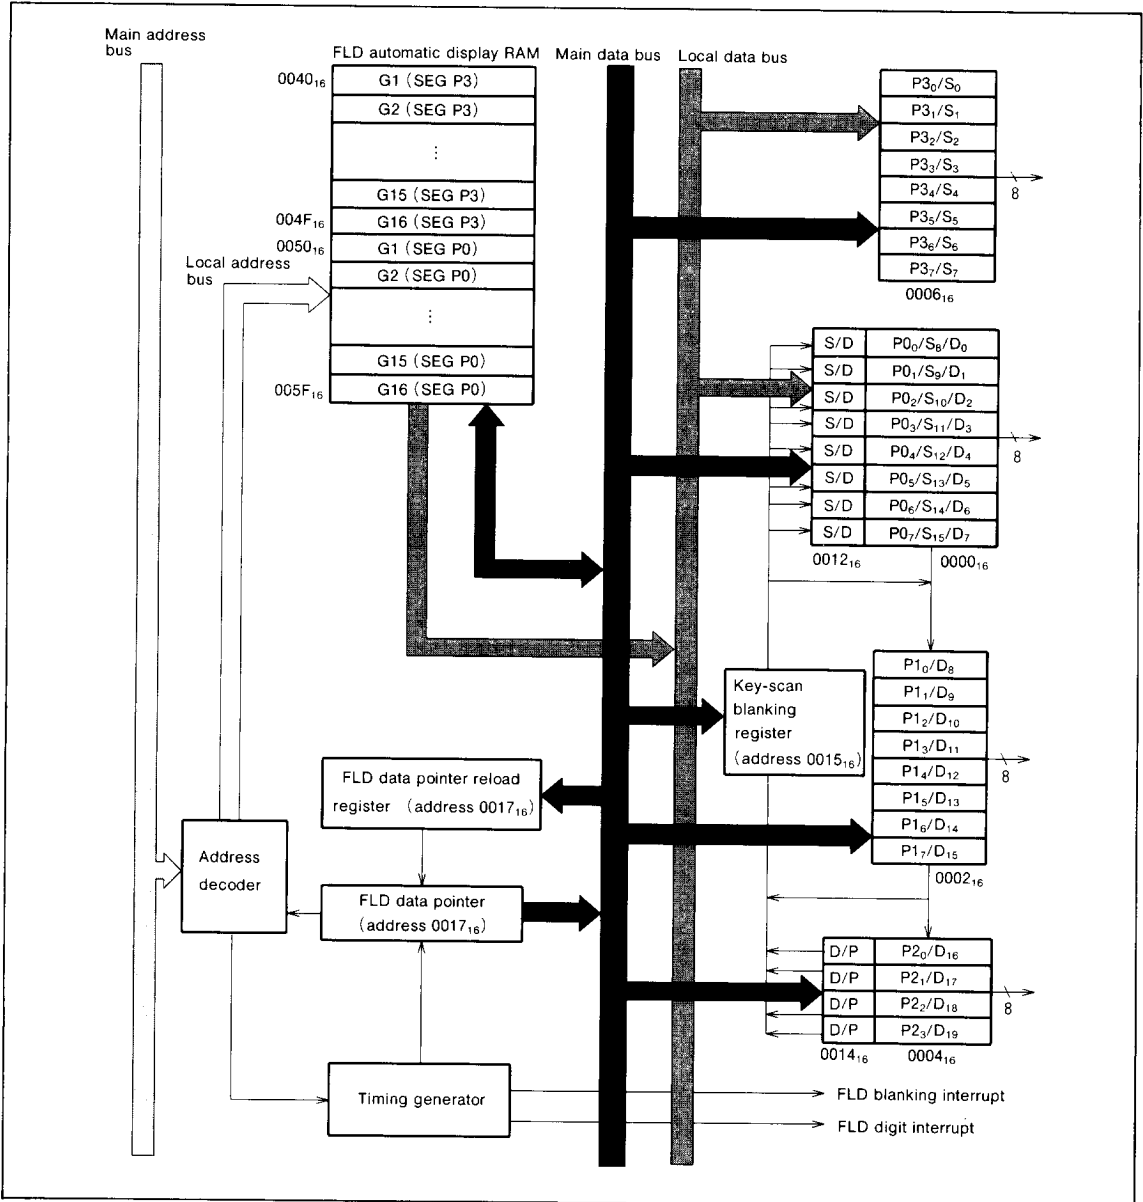 Main address
bus
FLD automatic display RAM
Main data bus
Local data bus
0040₁₆
G1 (SEG P3)
G2 (SEG P3)
⋮
G15 (SEG P3)
004F₁₆
G16 (SEG P3)
0050₁₆
G1 (SEG P0)
Local address
bus
G2 (SEG P0)
⋮
G15 (SEG P0)
005F₁₆
G16 (SEG P0)
P3₀/S₀
P3₁/S₁
P3₂/S₂
P3₃/S₃
P3₄/S₄
P3₅/S₅
P3₆/S₆
P3₇/S₇
8
0006₁₆
S/D P0₀/S₈/D₀
S/D P0₁/S₉/D₁
S/D P0₂/S₁₀/D₂
S/D P0₃/S₁₁/D₃
S/D P0₄/S₁₂/D₄
S/D P0₅/S₁₃/D₅
S/D P0₆/S₁₄/D₆
S/D P0₇/S₁₅/D₇
8
0012₁₆
0000₁₆
Key-scan
blanking
register
(address 0015₁₆)
P1₀/D₈
P1₁/D₉
P1₂/D₁₀
P1₃/D₁₁
P1₄/D₁₂
P1₅/D₁₃
P1₆/D₁₄
P1₇/D₁₅
8
0002₁₆
FLD data pointer reload
register (address 0017₁₆)
Address
decoder
FLD data pointer
(address 0017₁₆)
D/P P2₀/D₁₆
D/P P2₁/D₁₇
D/P P2₂/D₁₈
D/P P2₃/D₁₉
8
0014₁₆
0004₁₆
Timing generator
FLD blanking interrupt
FLD digit interrupt